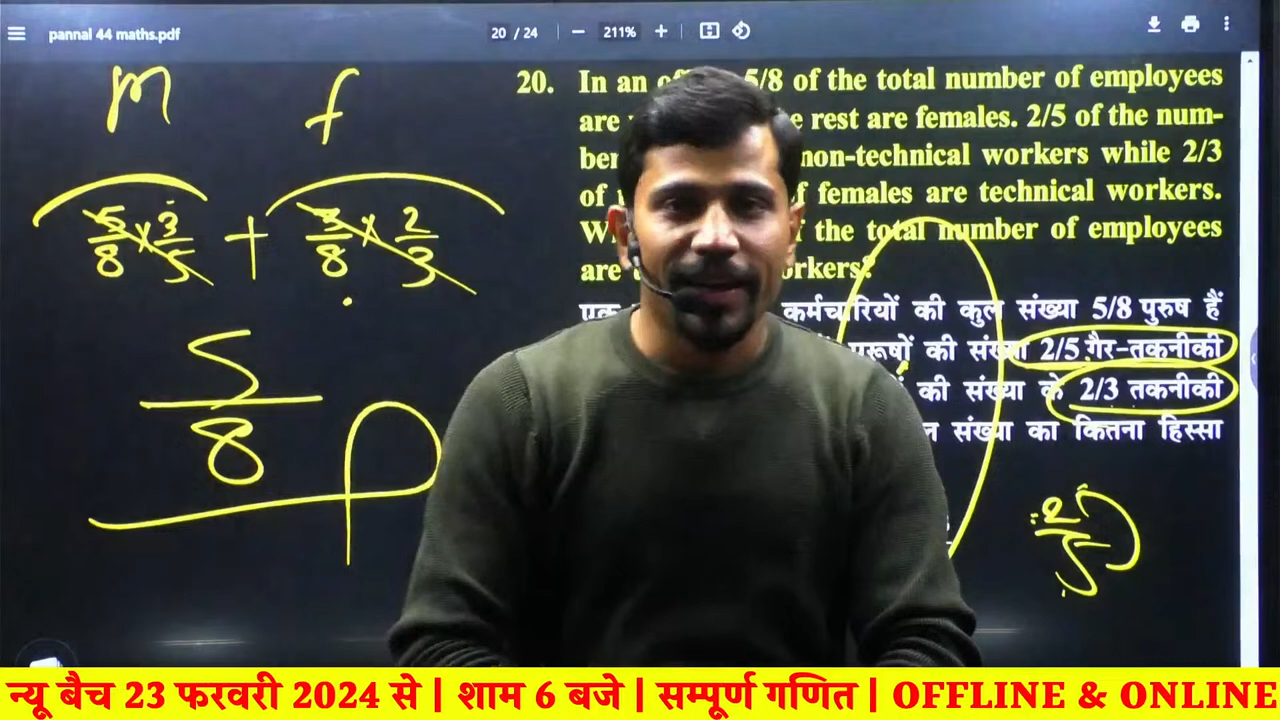 pannal 44 maths.pdf
20 / 24
211%
m f
5/8 × 3/5 + 3/8 × 2/3
5/8
20. In an 5/8 of the total number of employees
are rest are females. 2/5 of the num-
non-technical workers while 2/3
of females are technical workers.
the total number of employees
are
कर्मचारियों की कुल संख्या 5/8 पुरुष हैं
की संख्या 2/5 गैर-तकनीकी
की संख्या के 2/3 तकनीकी
संख्या का कितना हिस्सा
2/5
न्यू बैच 23 फरवरी 2024 से | शाम 6 बजे | सम्पूर्ण गणित | OFFLINE & ONLINE